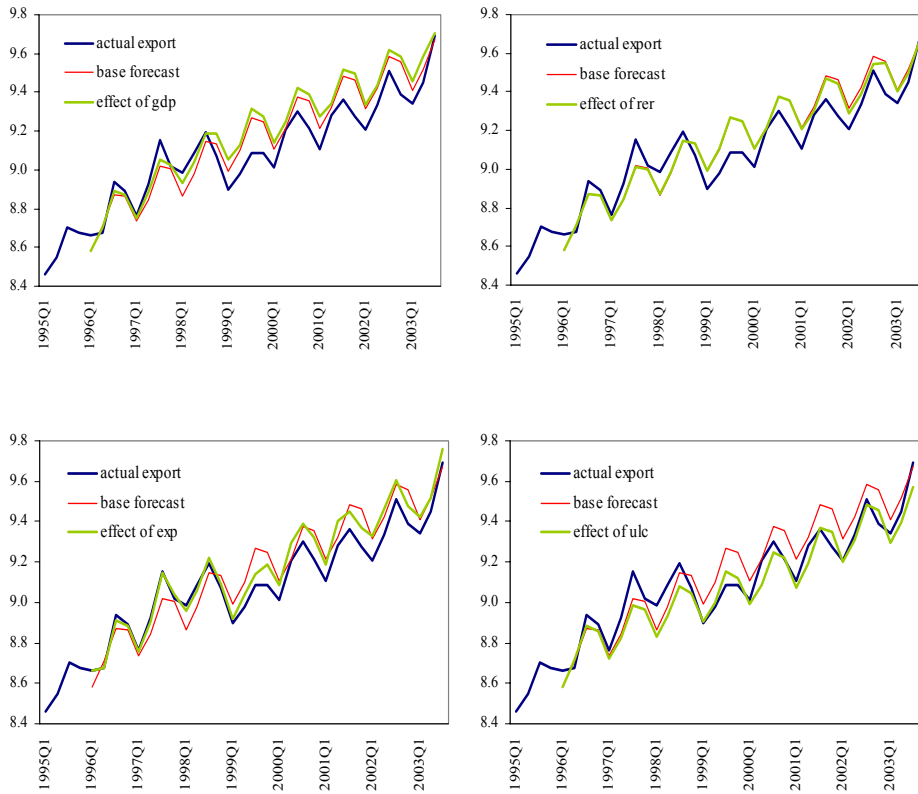 9.8
9.6
9.4
9.2
9.0
8.8
8.6
8.4
actual export
base forecast
effect of gdp
1995Q1
1996Q1
1997Q1
1998Q1
1999Q1
2000Q1
2001Q1
2002Q1
2003Q1
9.8
9.6
9.4
9.2
9.0
8.8
8.6
8.4
actual export
base forecast
effect of rer
1995Q1
1996Q1
1997Q1
1998Q1
1999Q1
2000Q1
2001Q1
2002Q1
2003Q1
9.8
9.6
9.4
9.2
9.0
8.8
8.6
8.4
actual export
base forecast
effect of exp
1995Q1
1996Q1
1997Q1
1998Q1
1999Q1
2000Q1
2001Q1
2002Q1
2003Q1
9.8
9.6
9.4
9.2
9.0
8.8
8.6
8.4
actual export
base forecast
effect of ulc
1995Q1
1996Q1
1997Q1
1998Q1
1999Q1
2000Q1
2001Q1
2002Q1
2003Q1